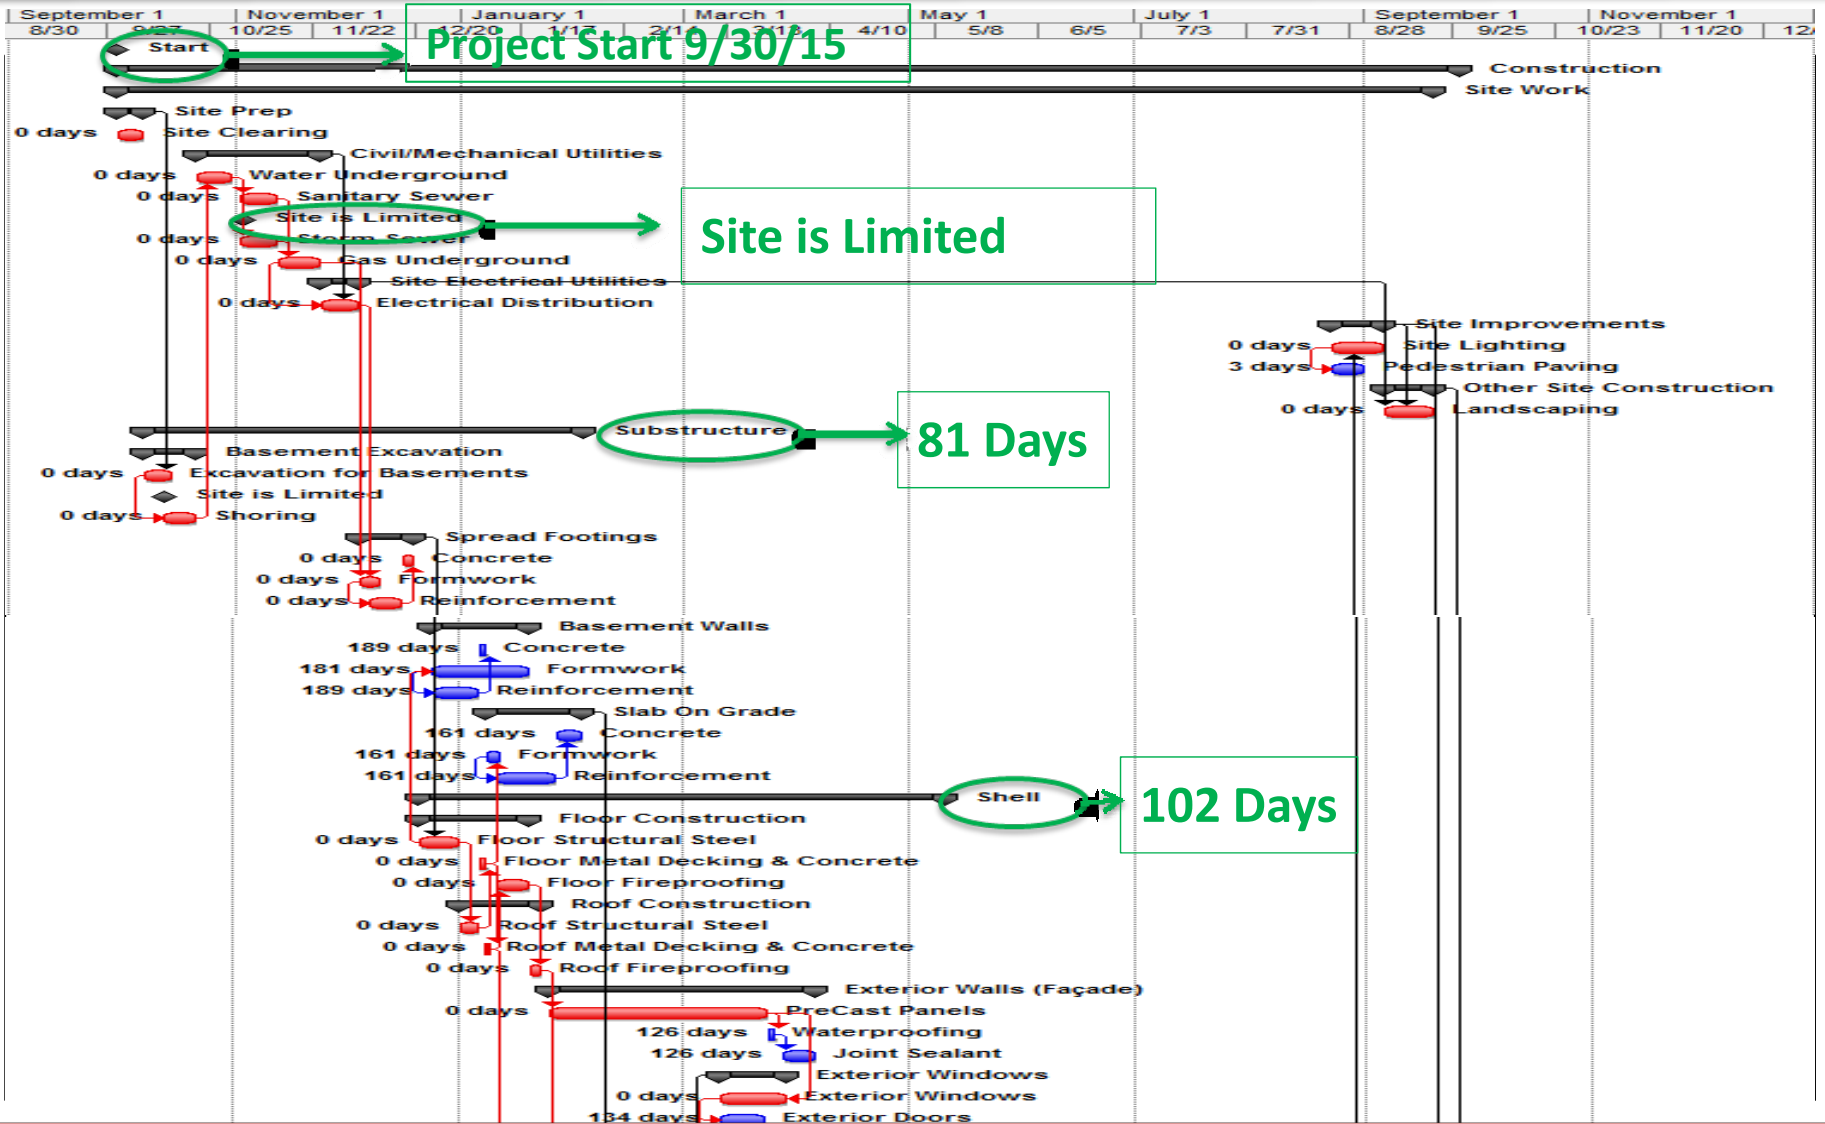 September 1 November 1 January 1 March 1 May 1 July 1 September 1 November 1
8/30 9/27 10/25 11/22 12/20 1/17 2/14 3/13 4/10 5/8 6/5 7/3 7/31 8/28 9/25 10/23 11/20
Start
Project Start 9/30/15
Construction
Site Work
Site Prep
0 days Site Clearing
Civil/Mechanical Utilities
0 days Water Underground
0 days Sanitary Sewer
Site is Limited
Site is Limited
0 days Storm Sewer
0 days Gas Underground
Site Electrical Utilities
0 days Electrical Distribution
Site Improvements
0 days Site Lighting
3 days Pedestrian Paving
Other Site Construction
0 days Landscaping
Substructure
81 Days
Basement Excavation
0 days Excavation for Basements
Site is Limited
0 days Shoring
Spread Footings
0 days Concrete
0 days Formwork
0 days Reinforcement
Basement Walls
189 days Concrete
181 days Formwork
189 days Reinforcement
Slab On Grade
161 days Concrete
161 days Formwork
161 days Reinforcement
Shell
102 Days
Floor Construction
0 days Floor Structural Steel
0 days Floor Metal Decking & Concrete
0 days Floor Fireproofing
Roof Construction
0 days Roof Structural Steel
0 days Roof Metal Decking & Concrete
0 days Roof Fireproofing
Exterior Walls (Façade)
0 days PreCast Panels
126 days Waterproofing
126 days Joint Sealant
Exterior Windows
0 days Exterior Windows
134 days Exterior Doors